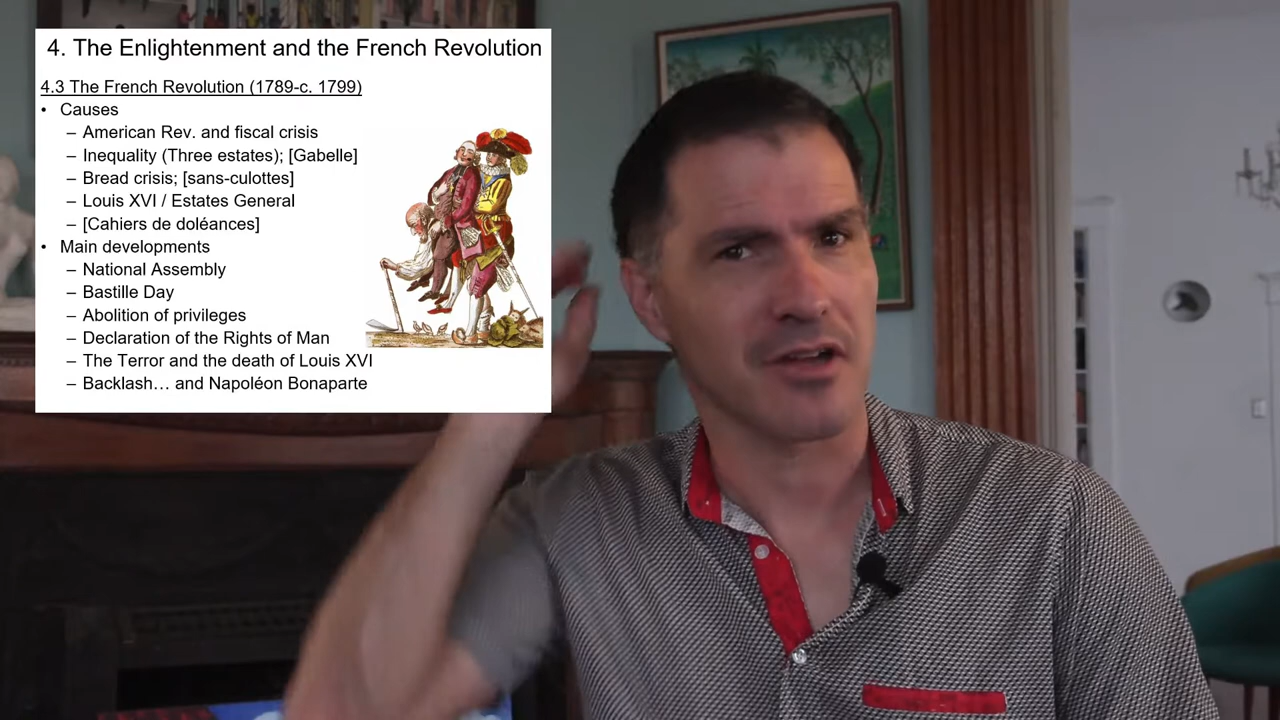 4. The Enlightenment and the French Revolution
4.3 The French Revolution (1789-c. 1799)
• Causes
– American Rev. and fiscal crisis
– Inequality (Three estates); [Gabelle]
– Bread crisis; [sans-culottes]
– Louis XVI / Estates General
– [Cahiers de doléances]
• Main developments
– National Assembly
– Bastille Day
– Abolition of privileges
– Declaration of the Rights of Man
– The Terror and the death of Louis XVI
– Backlash… and Napoléon Bonaparte